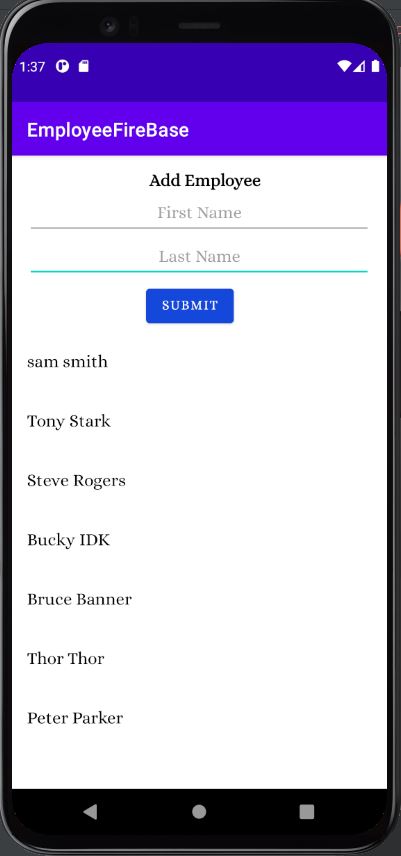 1:37
EmployeeFireBase
Add Employee
First Name
Last Name
SUBMIT
sam smith
Tony Stark
Steve Rogers
Bucky IDK
Bruce Banner
Thor Thor
Peter Parker